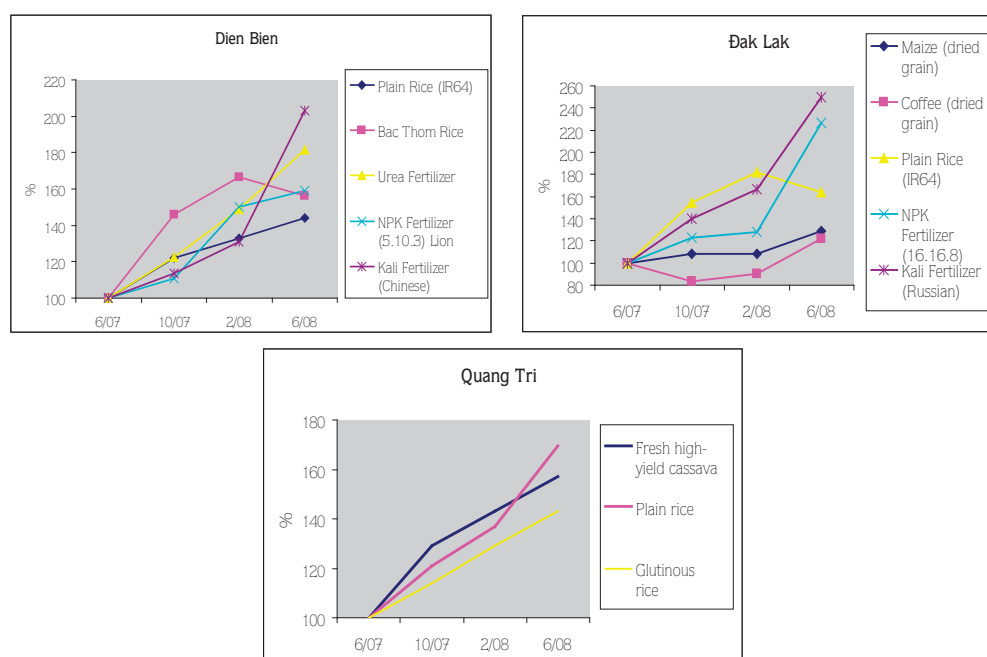 Dien Bien
220
200
180
160
140
120
100
%
6/07 10/07 2/08 6/08
Plain Rice (IR64)
Bac Thom Rice
Urea Fertilizer
NPK Fertilizer
(5.10.3) Lion
Kali Fertilizer
(Chinese)
Đak Lak
260
240
220
200
180
160
140
120
100
80
%
6/07 10/07 2/08 6/08
Maize (dried
grain)
Coffee (dried
grain)
Plain Rice
(IR64)
NPK
Fertilizer
(16.16.8)
Kali Fertilizer
(Russian)
Quang Tri
180
160
140
120
100
%
6/07 10/07 2/08 6/08
Fresh high-
yield cassava
Plain rice
Glutinous
rice